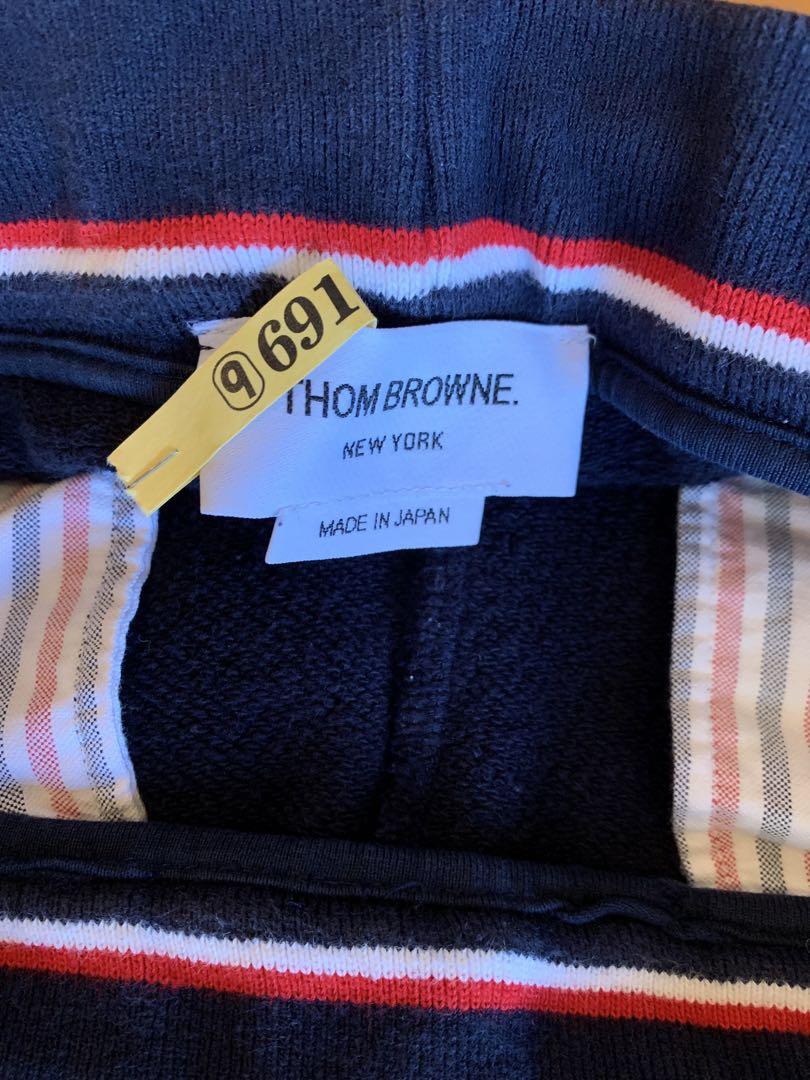 ⑨691
THOM BROWNE.
NEW YORK
MADE IN JAPAN